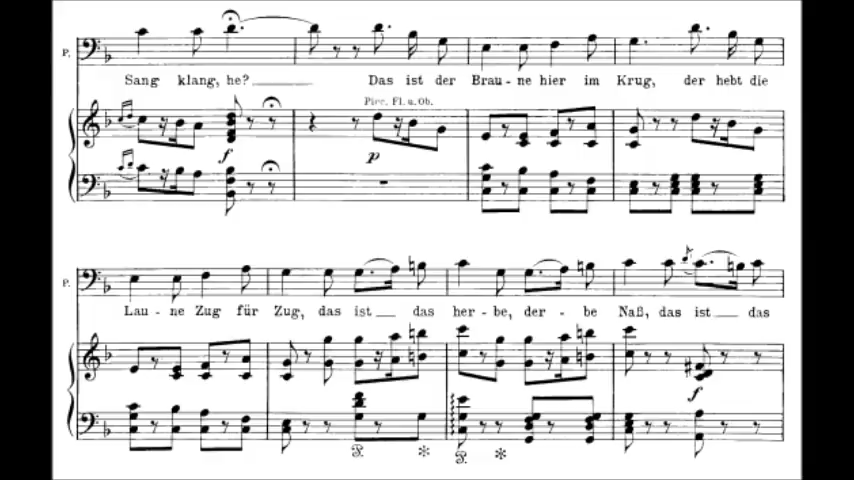 P.
Sang klang, he? Das ist der Brau - ne hier im Krug, der hebt die
Picc. Fl. u. Ob.
f
p
P.
Lau - ne Zug für Zug, das ist das her - be, der - be Naß, das ist das
f